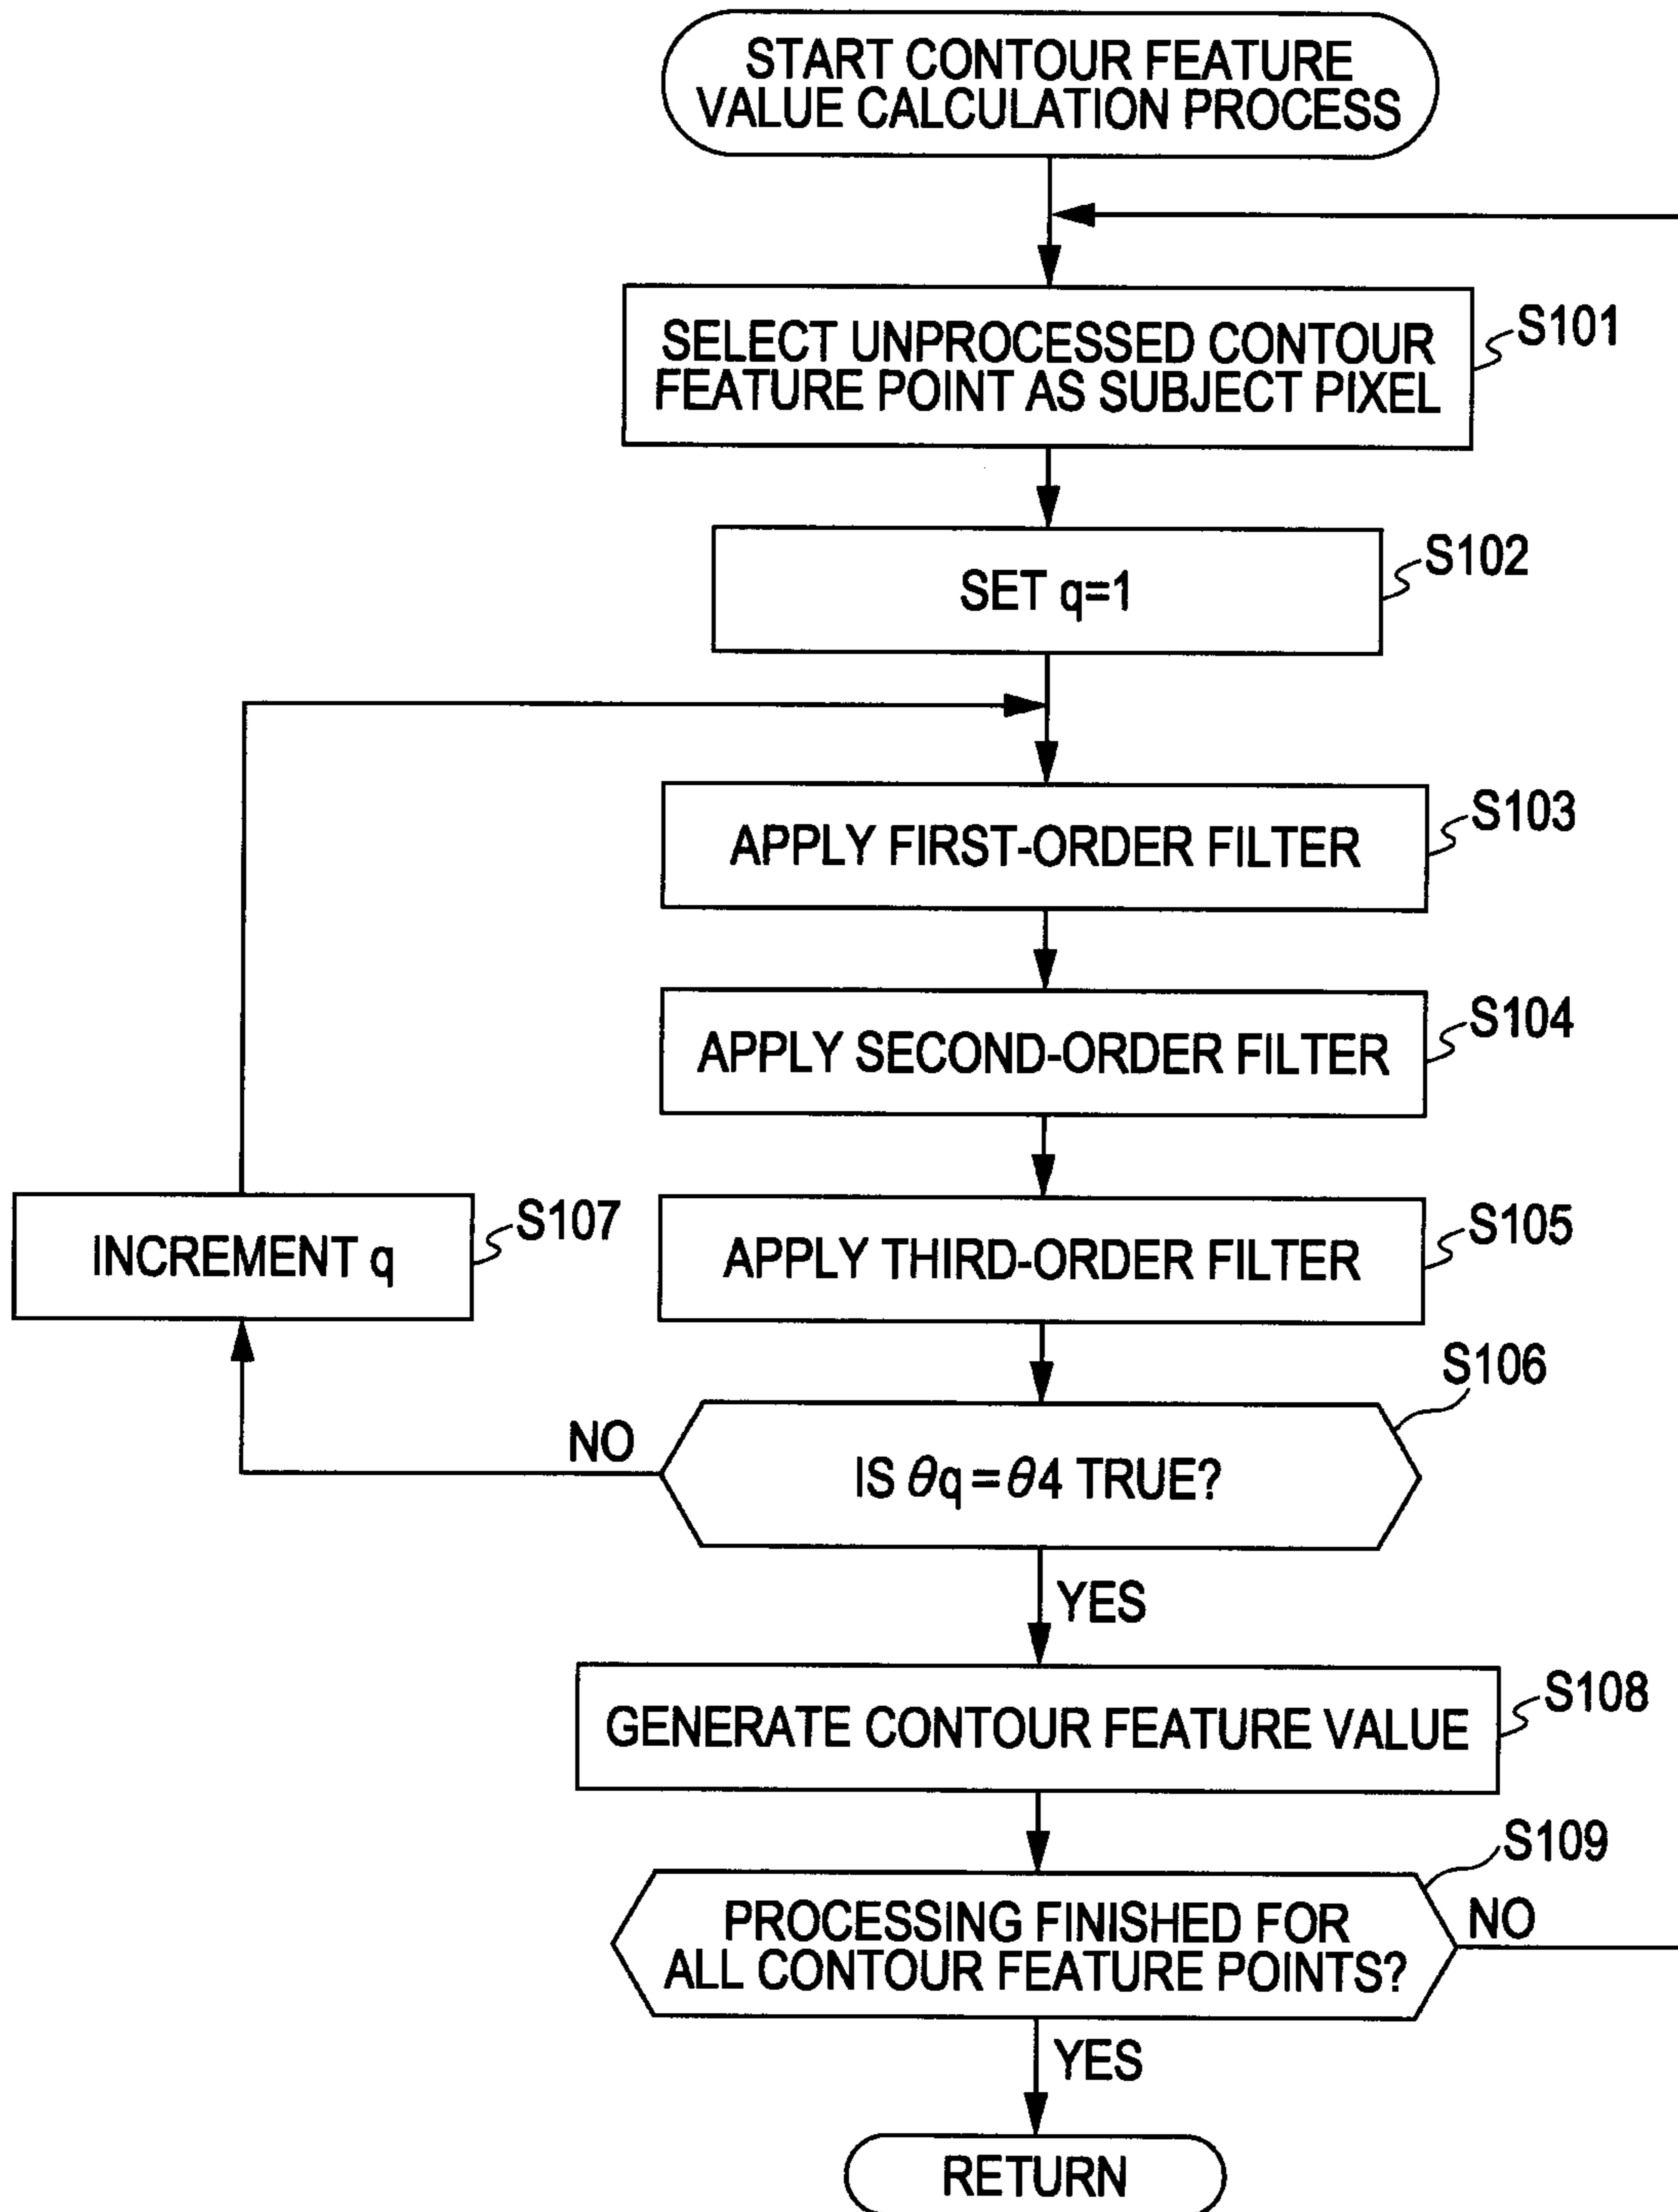 START CONTOUR FEATURE
VALUE CALCULATION PROCESS
SELECT UNPROCESSED CONTOUR
FEATURE POINT AS SUBJECT PIXEL
S101
SET q=1
S102
APPLY FIRST-ORDER FILTER
S103
APPLY SECOND-ORDER FILTER
S104
APPLY THIRD-ORDER FILTER
S105
INCREMENT q
S107
S106
NO
IS θq=θ4 TRUE?
YES
GENERATE CONTOUR FEATURE VALUE
S108
S109
PROCESSING FINISHED FOR
ALL CONTOUR FEATURE POINTS?
NO
YES
RETURN